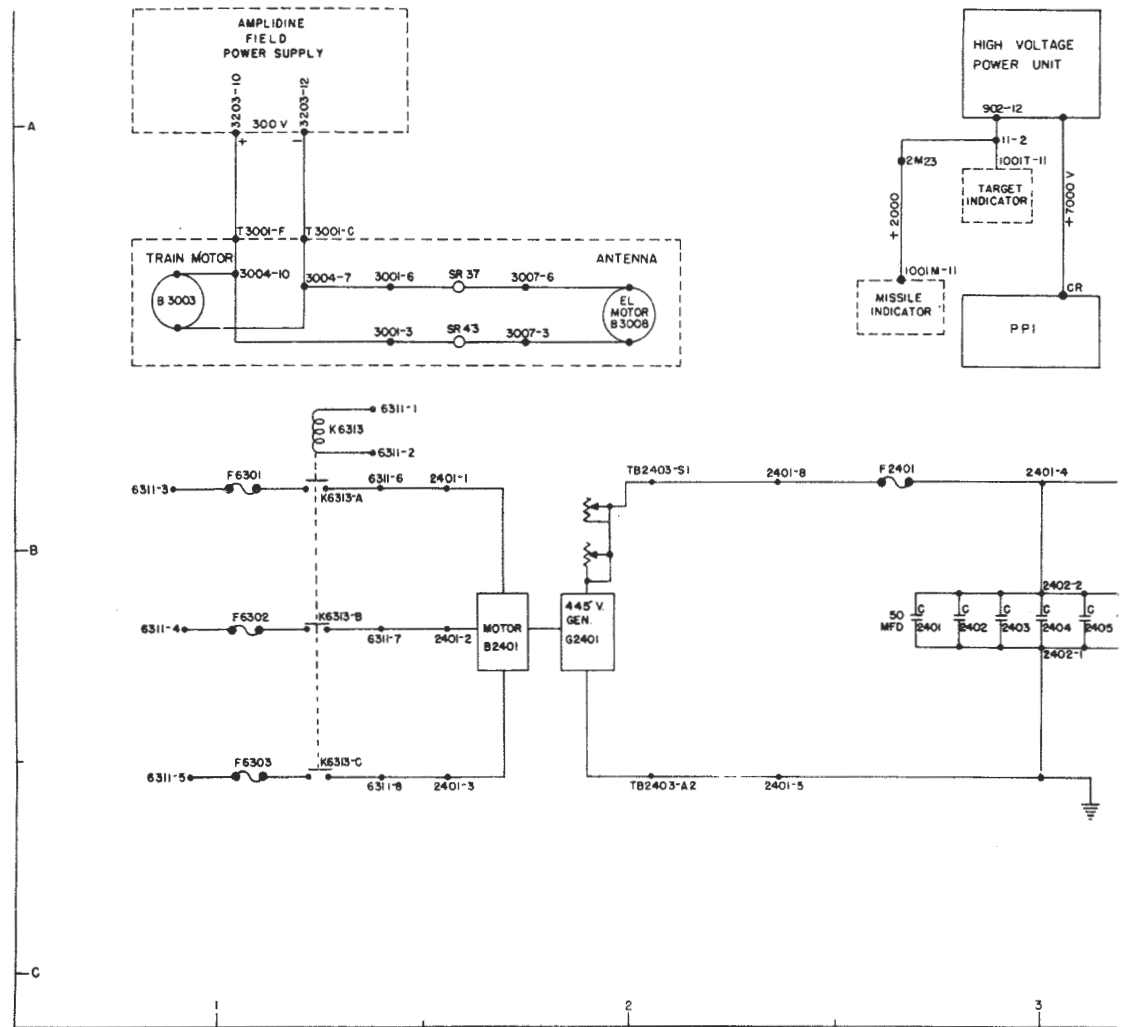 AMPLIDINE
FIELD
POWER SUPPLY
3203-10
3203-12
300 V
+
-
HIGH VOLTAGE
POWER UNIT
902-12
A
11-2
2M23
1001T-11
TARGET
INDICATOR
+2000
+7000 V
T3001-F
T3001-C
TRAIN MOTOR
ANTENNA
3004-10
3004-7
3001-6
SR 37
3007-6
B 3003
EL
MOTOR
B3008
3001-3
SR 43
3007-3
1001M-11
MISSILE
INDICATOR
CR
PPI
6311-1
K6313
6311-2
6311-3
F6301
K6313-A
6311-6
2401-1
TB2403-S1
2401-8
F2401
2401-4
B
6311-4
F6302
K6313-B
6311-7
2401-2
MOTOR
B2401
445 V.
GEN.
G2401
2402-2
50
MFD
C
2401
C
2402
C
2403
C
2404
C
2405
2402-1
6311-5
F6303
K6313-C
6311-8
2401-3
TB2403-A2
2401-5
C
1
2
3